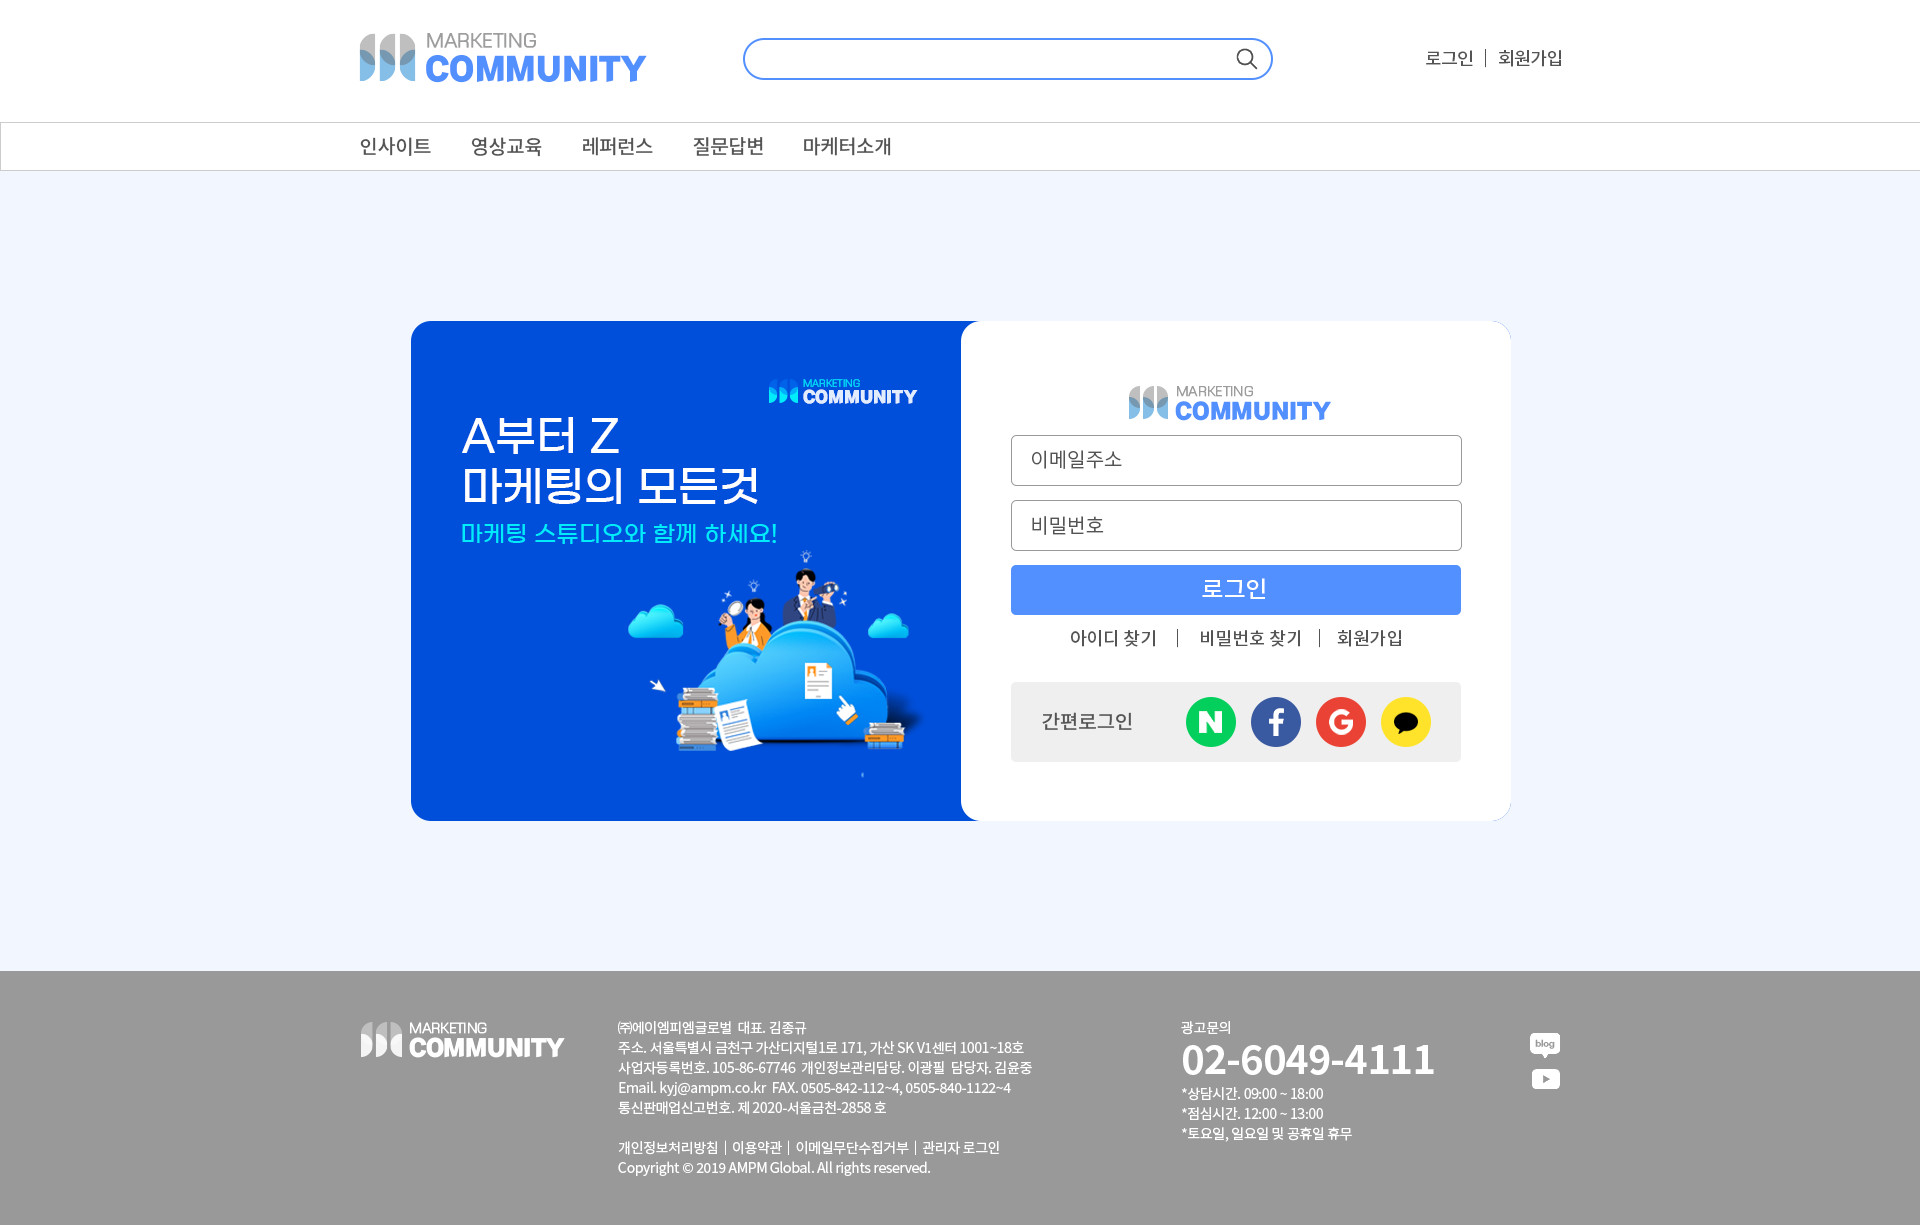 MARKETING
COMMUNITY
로그인 | 회원가입
인사이트 영상교육 레퍼런스 질문답변 마케터소개
MARKETING
COMMUNITY
A부터 Z
마케팅의 모든것
마케팅 스튜디오와 함께 하세요!
MARKETING
COMMUNITY
이메일주소
비밀번호
로그인
아이디 찾기 | 비밀번호 찾기 | 회원가입
간편로그인
MARKETING
COMMUNITY
㈜에이엠피엠글로벌 대표. 김종규
주소. 서울특별시 금천구 가산디지털1로 171, 가산 SK V1센터 1001~18호
사업자등록번호. 105-86-67746 개인정보관리담당. 이광필 담당자. 김윤중
Email. kyj@ampm.co.kr FAX. 0505-842-112~4, 0505-840-1122~4
통신판매업신고번호. 제 2020-서울금천-2858 호
개인정보처리방침 | 이용약관 | 이메일무단수집거부 | 관리자 로그인
Copyright © 2019 AMPM Global. All rights reserved.
광고문의
02-6049-4111
*상담시간. 09:00 ~ 18:00
*점심시간. 12:00 ~ 13:00
*토요일, 일요일 및 공휴일 휴무
blog